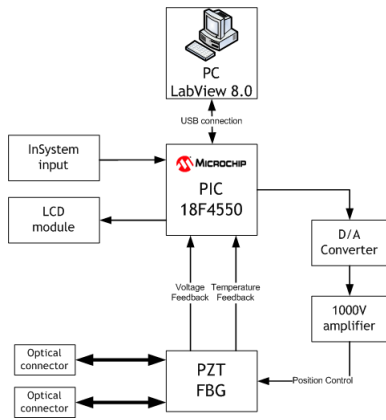 PC
LabView 8.0
USB connection
InSystem
input
MICROCHIP
PIC
18F4550
LCD
module
D/A
Converter
Voltage
Feedback
Temperature
Feedback
1000V
amplifier
Optical
connector
PZT
FBG
Position Control
Optical
connector